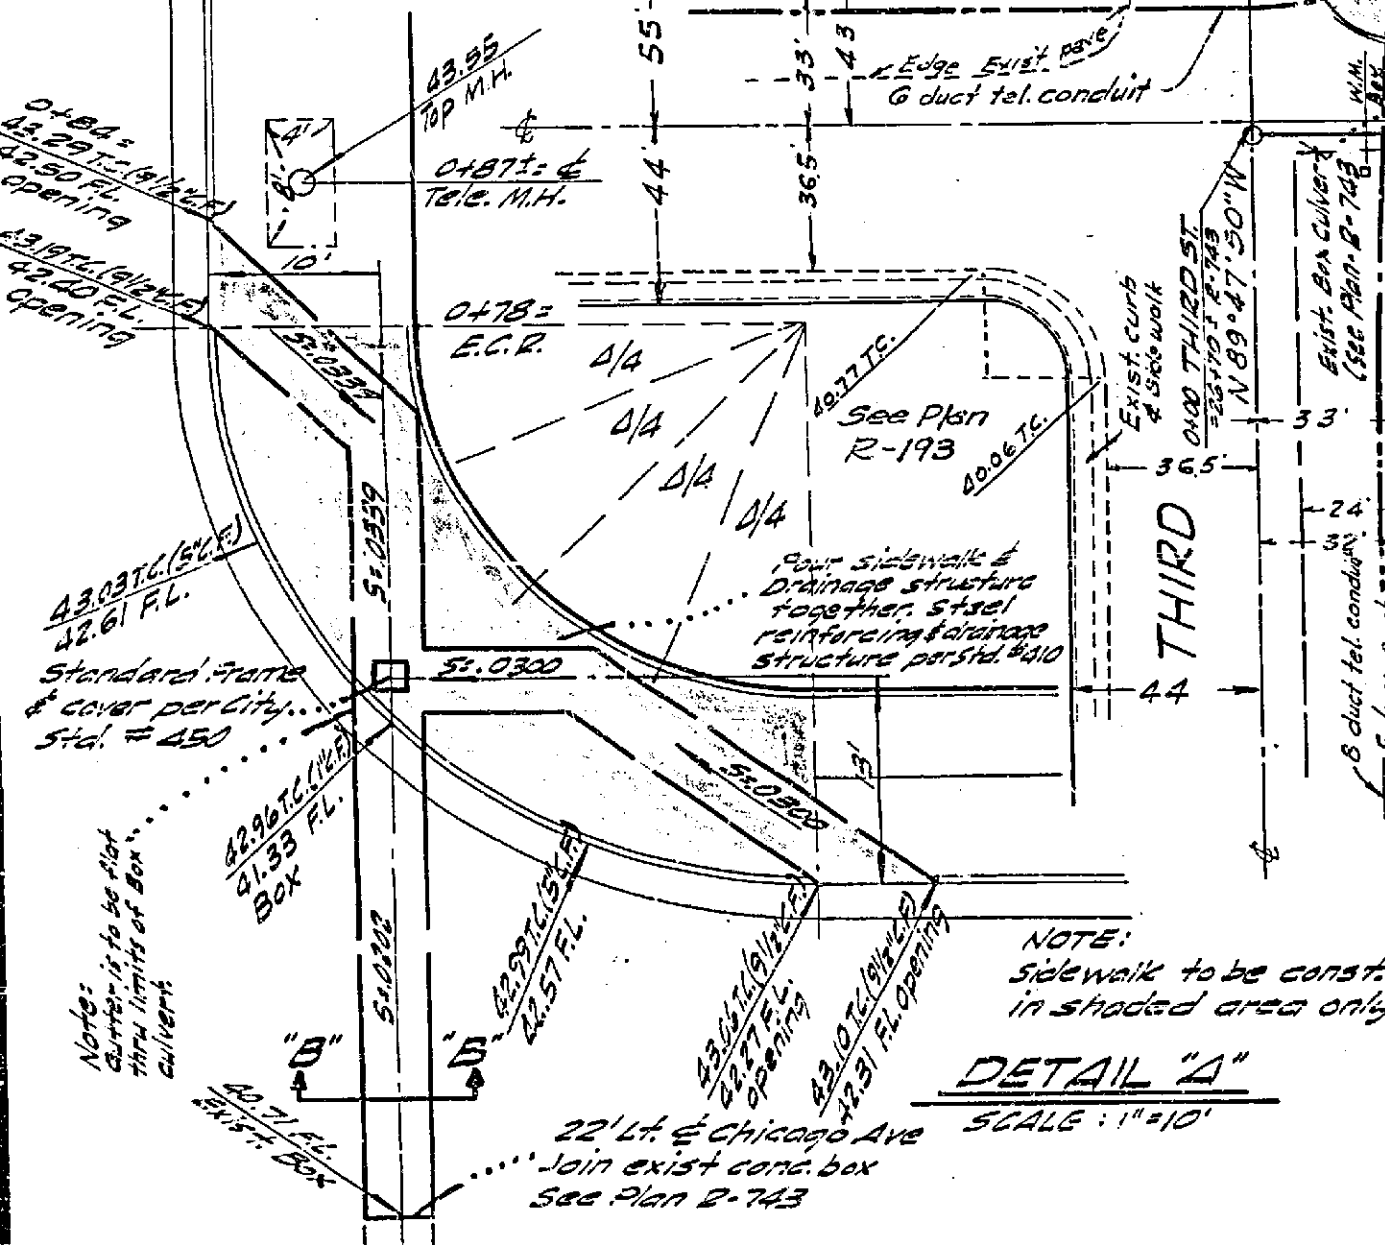 55'
33'
43
Edge Exist pave
6 duct tel. conduit
W.M.
Box
43.55
Top M.H.
0+84=
43.29 T.C. (9 1/2" C.F.)
42.50 F.L.
opening
4'
8'
℄
0+87±= ℄
Tele. M.H.
44
36.5'
43.19 T.C. (9 1/2" C.F.)
42.40 F.L.
opening
10'
0+78=
E.C.R.
S=.0339
Δ/4
Δ/4
Δ/4
Δ/4
40.77 T.C.
See Plan
R-193
40.06 T.C.
Exist. curb
& Sidewalk
0+00 THIRD ST.
N 89°47'50" W
Exist. Box Culvert
(See Plan R-743
33'
36.5'
24'
32'
THIRD
44
℄
8 duct tel. conduit
S=.0339
43.03 T.C. (5" C.F.)
42.61 F.L.
Pour sidewalk &
Drainage structure
together. Steel
reinforcing & drainage
structure per Std. #410
Standard Frame
& cover per City
Std. # 450
S=.0300
13'
S=.0300
42.96 T.C. (1" C.F.)
41.33 F.L.
BOX
Note:
Gutter is to be flat
thru limits of Box
culvert.
S=.0202
42.99 T.C. (5" C.F.)
42.57 F.L.
43.06 T.C. (9 1/2" C.F.)
42.27 F.L.
opening
43.10 T.C. (9 1/2" C.F.)
42.31 F.L. opening
NOTE:
Sidewalk to be const.
in shaded area only
"B" "B"
DETAIL "A"
SCALE : 1"=10'
40.71 F.L.
Exist. Box
22' Lt. ℄ Chicago Ave
Join exist conc. box
See Plan R-743